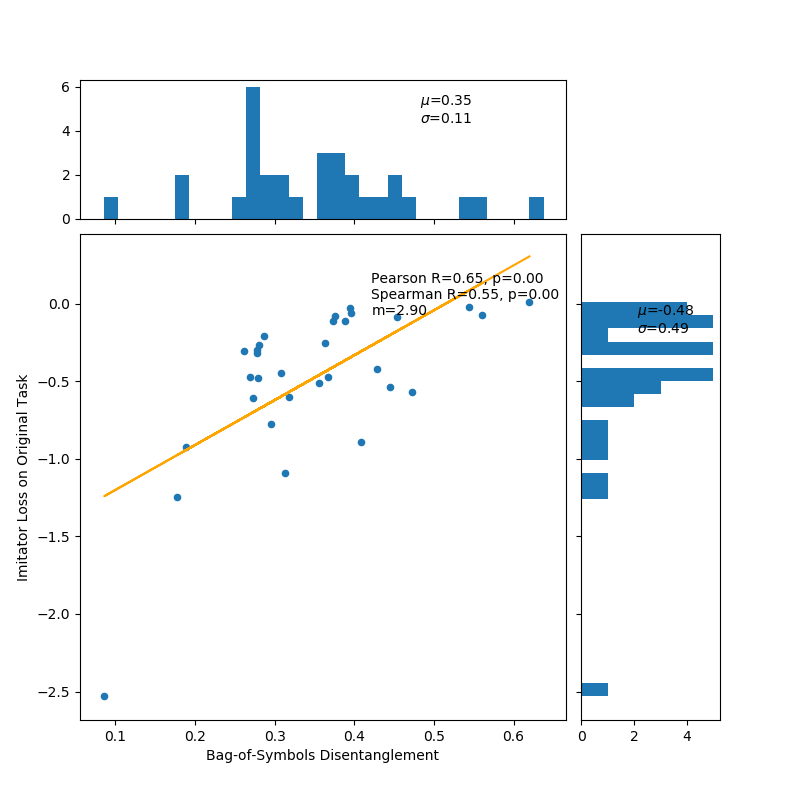 6
4
2
0
μ=0.35
σ=0.11
Pearson R=0.65, p=0.00
Spearman R=0.55, p=0.00
m=2.90
μ=-0.48
σ=0.49
0.0
−0.5
−1.0
−1.5
−2.0
−2.5
Imitator Loss on Original Task
0.1 0.2 0.3 0.4 0.5 0.6
0 2 4
Bag-of-Symbols Disentanglement